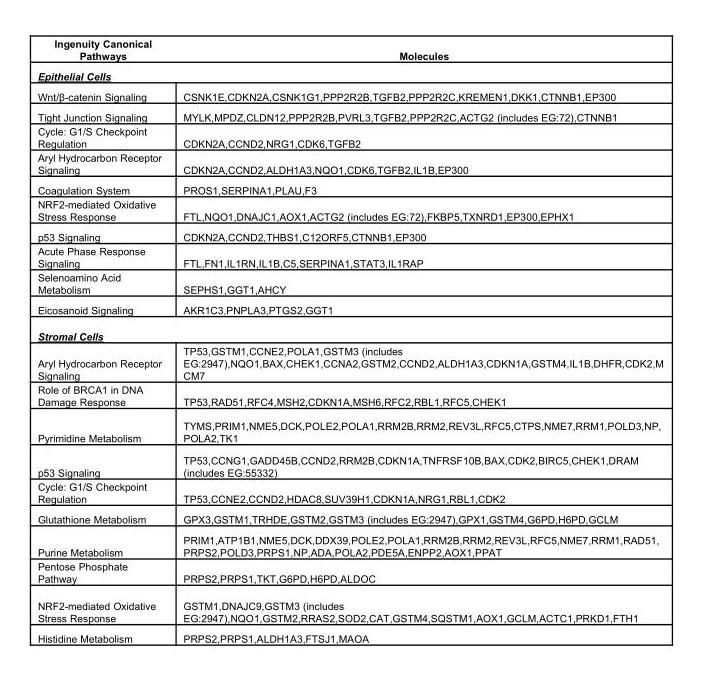 Ingenuity Canonical
Pathways
Molecules
Epithelial Cells
Wnt/β-catenin Signaling
CSNK1E,CDKN2A,CSNK1G1,PPP2R2B,TGFB2,PPP2R2C,KREMEN1,DKK1,CTNNB1,EP300
Tight Junction Signaling
MYLK,MPDZ,CLDN12,PPP2R2B,PVRL3,TGFB2,PPP2R2C,ACTG2 (includes EG:72),CTNNB1
Cycle: G1/S Checkpoint
Regulation
CDKN2A,CCND2,NRG1,CDK6,TGFB2
Aryl Hydrocarbon Receptor
Signaling
CDKN2A,CCND2,ALDH1A3,NQO1,CDK6,TGFB2,IL1B,EP300
Coagulation System
PROS1,SERPINA1,PLAU,F3
NRF2-mediated Oxidative
Stress Response
FTL,NQO1,DNAJC1,AOX1,ACTG2 (includes EG:72),FKBP5,TXNRD1,EP300,EPHX1
p53 Signaling
CDKN2A,CCND2,THBS1,C12ORF5,CTNNB1,EP300
Acute Phase Response
Signaling
FTL,FN1,IL1RN,IL1B,C5,SERPINA1,STAT3,IL1RAP
Selenoamino Acid
Metabolism
SEPHS1,GGT1,AHCY
Eicosanoid Signaling
AKR1C3,PNPLA3,PTGS2,GGT1
Stromal Cells
Aryl Hydrocarbon Receptor
Signaling
TP53,GSTM1,CCNE2,POLA1,GSTM3 (includes
EG:2947),NQO1,BAX,CHEK1,CCNA2,GSTM2,CCND2,ALDH1A3,CDKN1A,GSTM4,IL1B,DHFR,CDK2,M
CM7
Role of BRCA1 in DNA
Damage Response
TP53,RAD51,RFC4,MSH2,CDKN1A,MSH6,RFC2,RBL1,RFC5,CHEK1
Pyrimidine Metabolism
TYMS,PRIM1,NME5,DCK,POLE2,POLA1,RRM2B,RRM2,REV3L,RFC5,CTPS,NME7,RRM1,POLD3,NP,
POLA2,TK1
p53 Signaling
TP53,CCNG1,GADD45B,CCND2,RRM2B,CDKN1A,TNFRSF10B,BAX,CDK2,BIRC5,CHEK1,DRAM
(includes EG:55332)
Cycle: G1/S Checkpoint
Regulation
TP53,CCNE2,CCND2,HDAC8,SUV39H1,CDKN1A,NRG1,RBL1,CDK2
Glutathione Metabolism
GPX3,GSTM1,TRHDE,GSTM2,GSTM3 (includes EG:2947),GPX1,GSTM4,G6PD,H6PD,GCLM
Purine Metabolism
PRIM1,ATP1B1,NME5,DCK,DDX39,POLE2,POLA1,RRM2B,RRM2,REV3L,RFC5,NME7,RRM1,RAD51,
PRPS2,POLD3,PRPS1,NP,ADA,POLA2,PDE5A,ENPP2,AOX1,PPAT
Pentose Phosphate
Pathway
PRPS2,PRPS1,TKT,G6PD,H6PD,ALDOC
NRF2-mediated Oxidative
Stress Response
GSTM1,DNAJC9,GSTM3 (includes
EG:2947),NQO1,GSTM2,RRAS2,SOD2,CAT,GSTM4,SQSTM1,AOX1,GCLM,ACTC1,PRKD1,FTH1
Histidine Metabolism
PRPS2,PRPS1,ALDH1A3,FTSJ1,MAOA